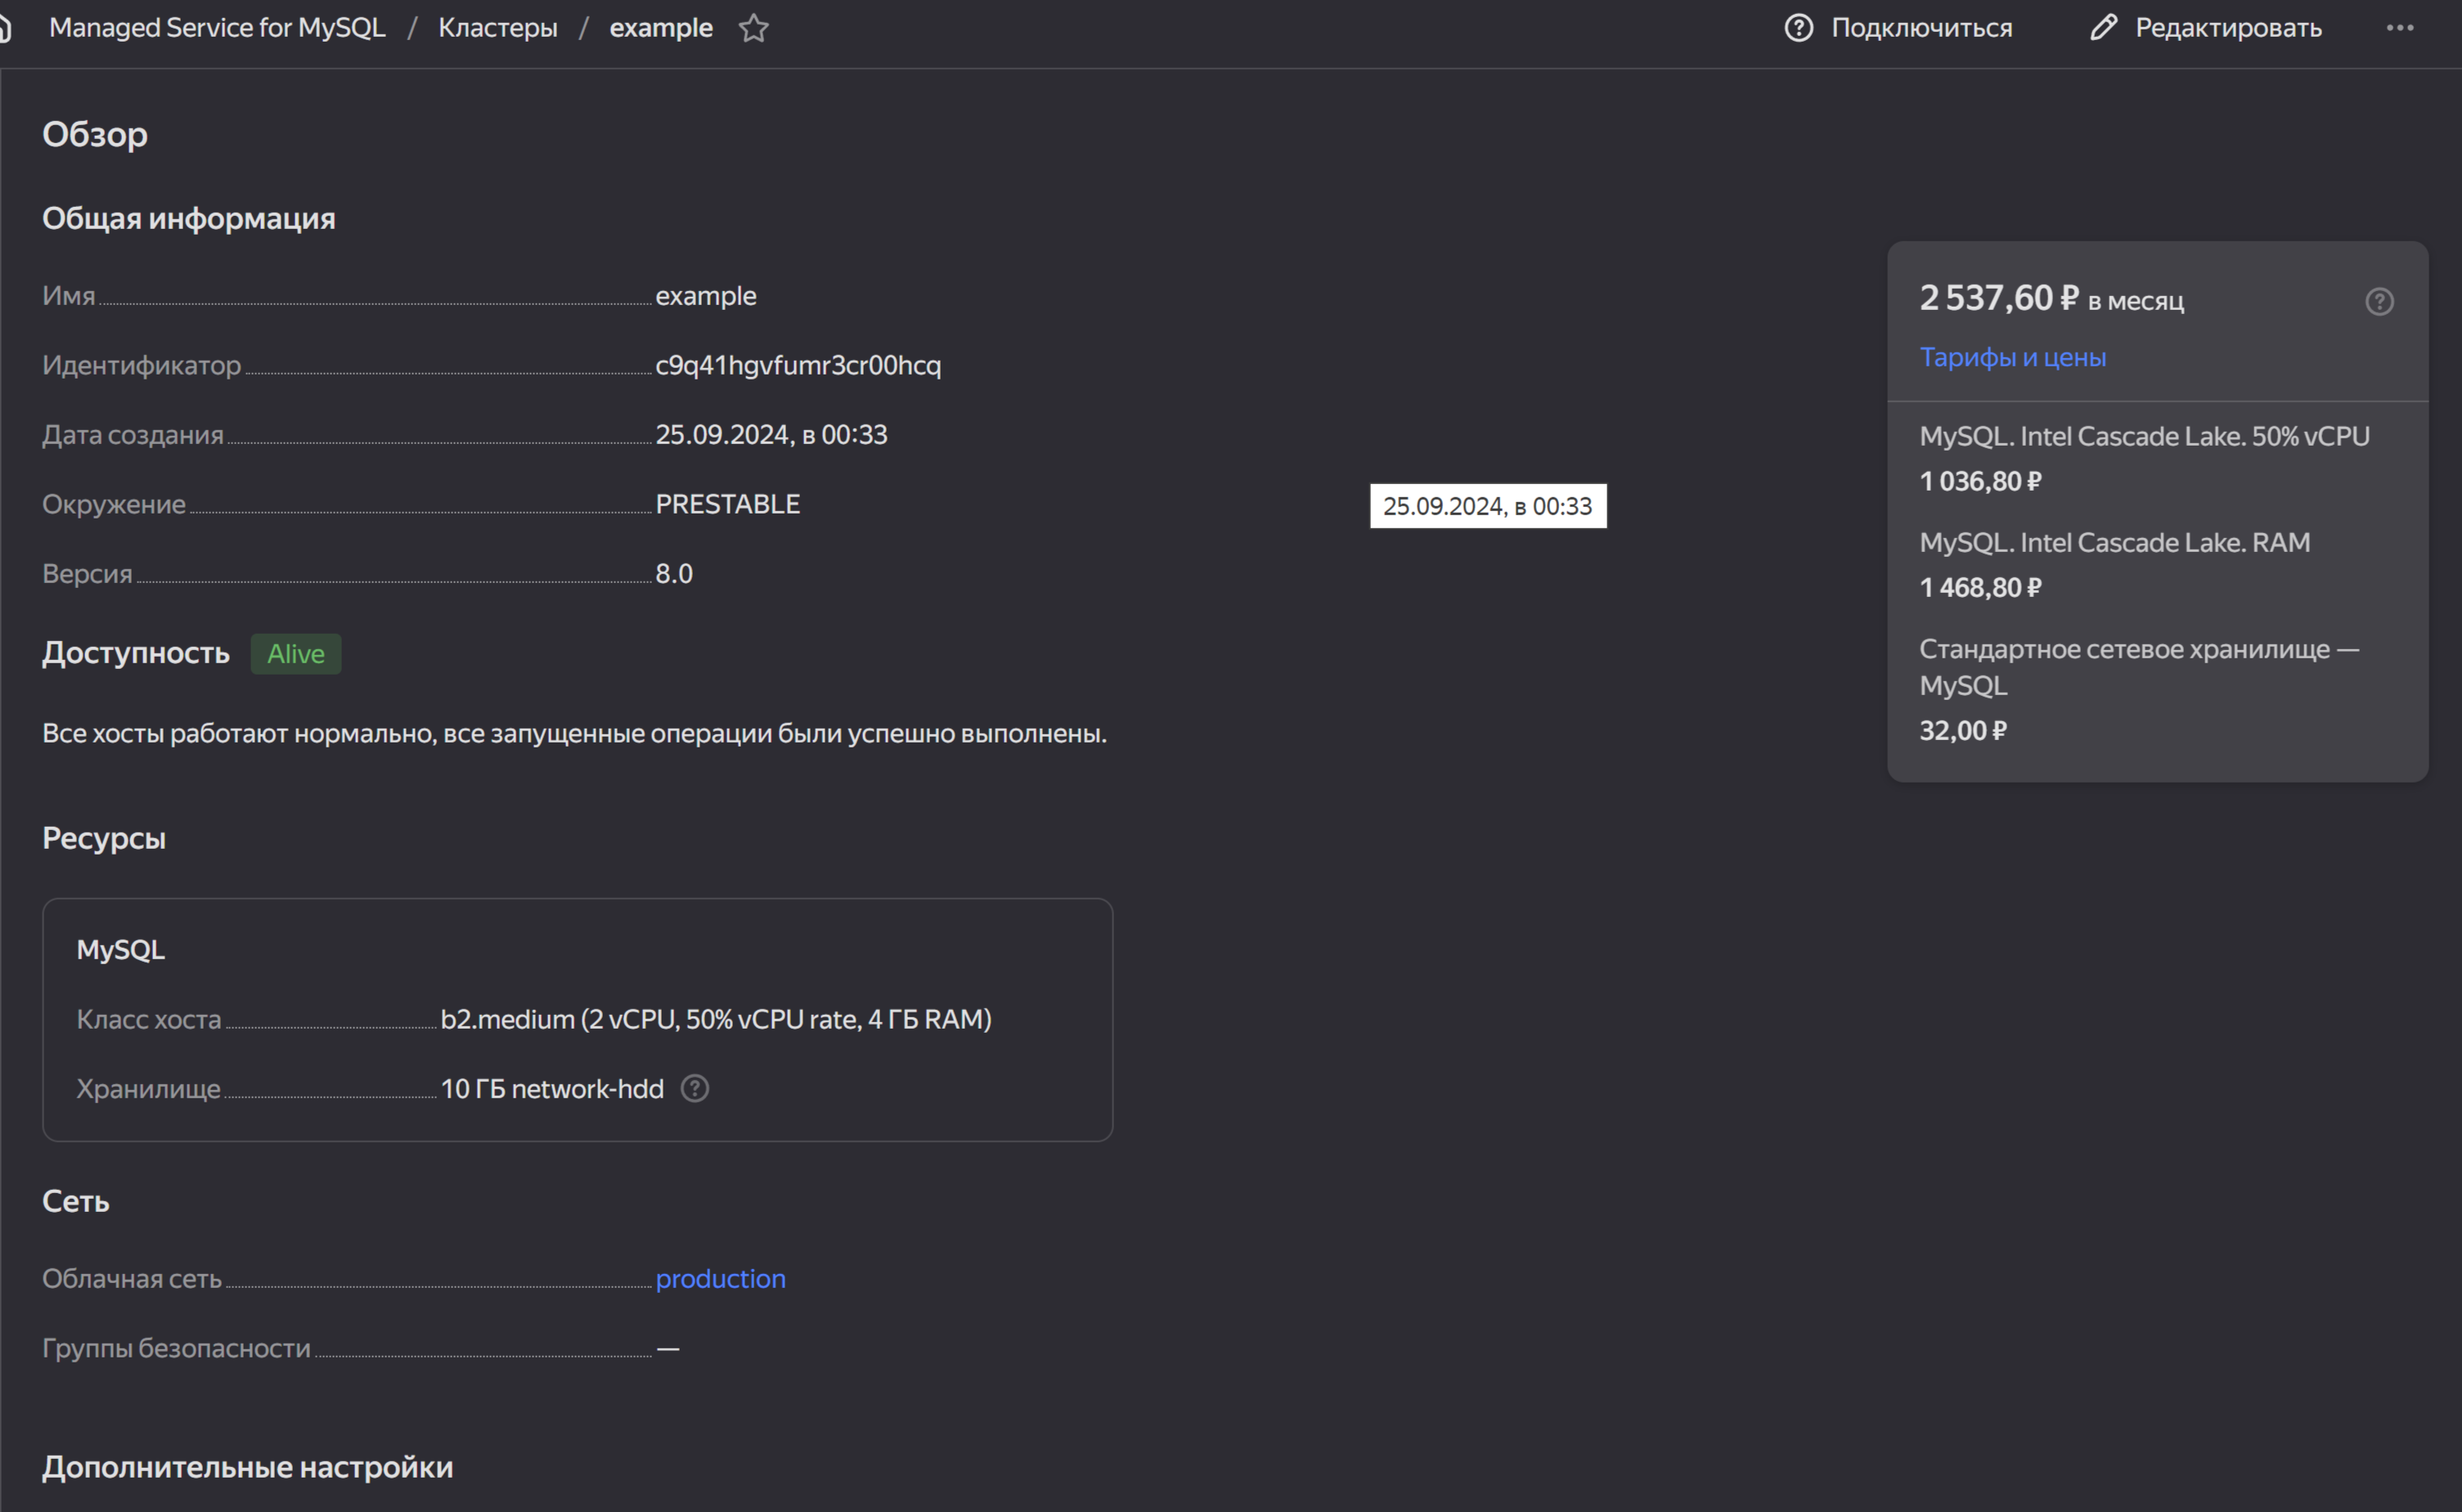 Managed Service for MySQL / Кластеры / example
Подключиться
Редактировать
Обзор
Общая информация
Имя example
Идентификатор c9q41hgvfumr3cr00hcq
Дата создания 25.09.2024, в 00:33
Окружение PRESTABLE
Версия 8.0
25.09.2024, в 00:33
Доступность Alive
Все хосты работают нормально, все запущенные операции были успешно выполнены.
Ресурсы
MySQL
Класс хоста b2.medium (2 vCPU, 50% vCPU rate, 4 ГБ RAM)
Хранилище 10 ГБ network-hdd
Сеть
Облачная сеть production
Группы безопасности —
Дополнительные настройки
2 537,60 ₽ в месяц
Тарифы и цены
MySQL. Intel Cascade Lake. 50% vCPU
1 036,80 ₽
MySQL. Intel Cascade Lake. RAM
1 468,80 ₽
Стандартное сетевое хранилище —
MySQL
32,00 ₽